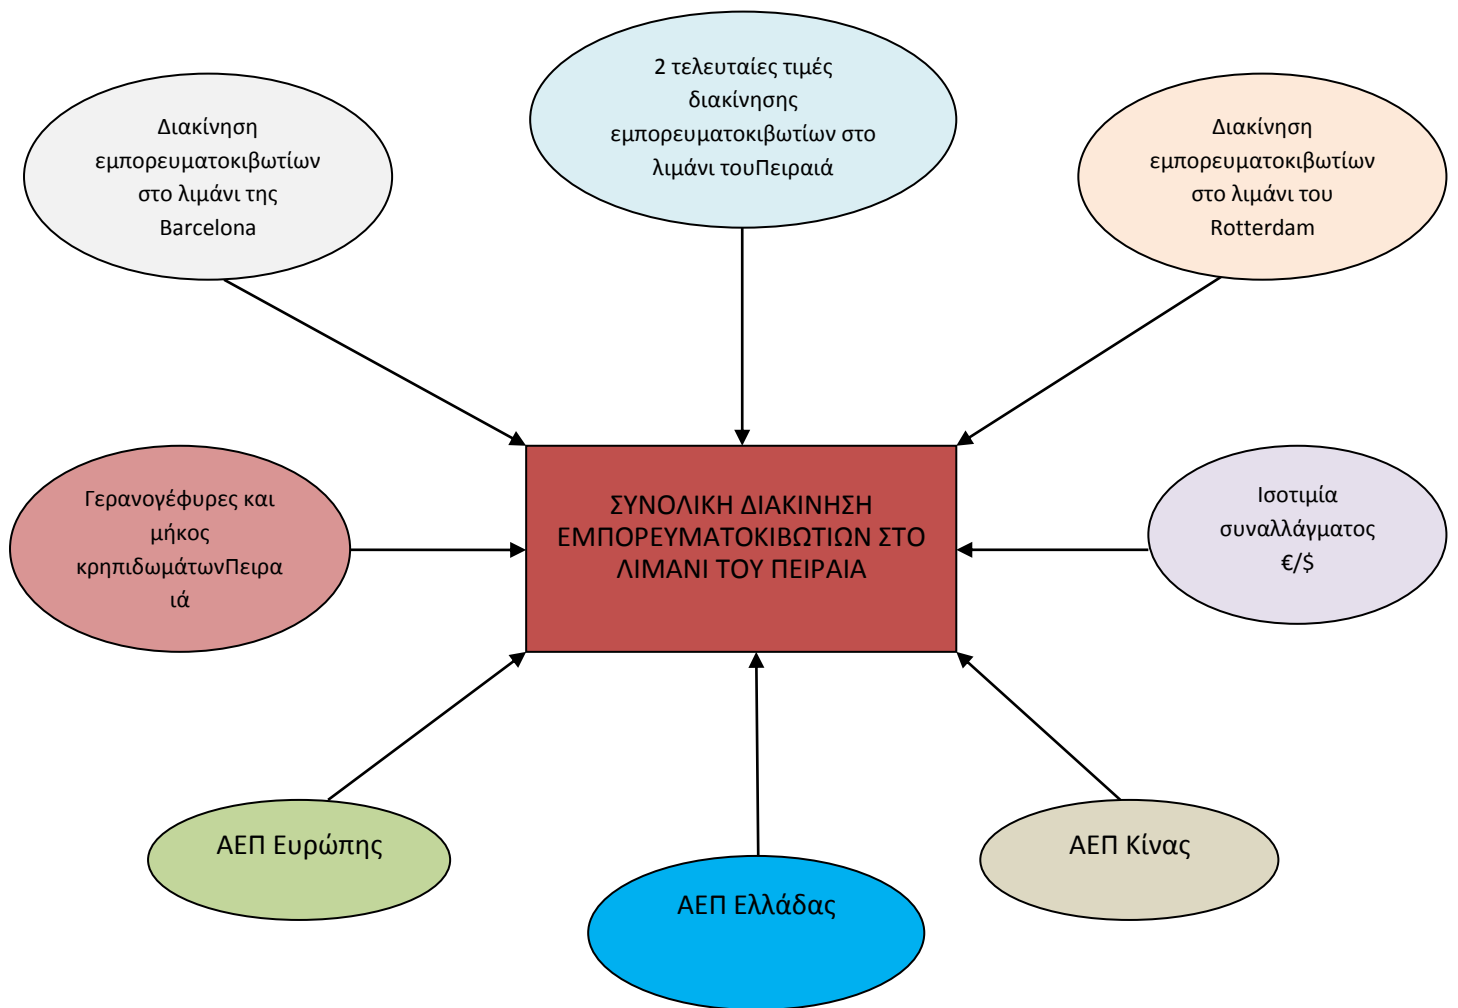 2 τελευταίες τιμές
διακίνησης
εμπορευματοκιβωτίων στο
λιμάνι τουΠειραιά
Διακίνηση
εμπορευματοκιβωτίων
στο λιμάνι της
Barcelona
Διακίνηση
εμπορευματοκιβωτίων
στο λιμάνι του
Rotterdam
Γερανογέφυρες και
μήκος
κρηπιδωμάτωνΠειρα
ιά
ΣΥΝΟΛΙΚΗ ΔΙΑΚΙΝΗΣΗ
ΕΜΠΟΡΕΥΜΑΤΟΚΙΒΩΤΙΩΝ ΣΤΟ
ΛΙΜΑΝΙ ΤΟΥ ΠΕΙΡΑΙΑ
Ισοτιμία
συναλλάγματος
€/$
ΑΕΠ Ευρώπης
ΑΕΠ Ελλάδας
ΑΕΠ Κίνας